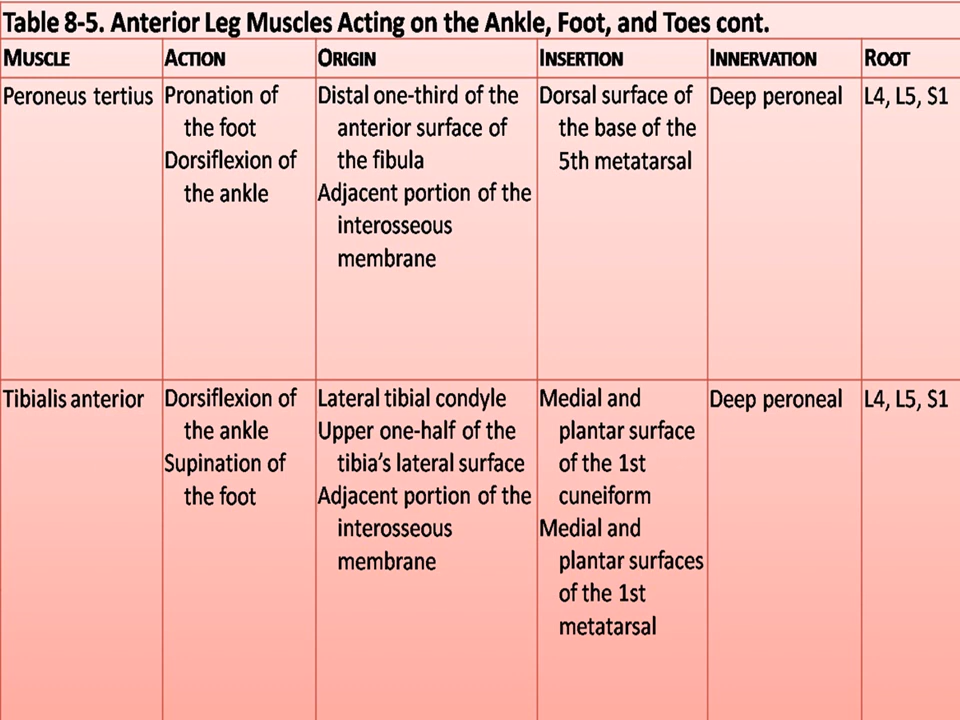 Table 8-5. Anterior Leg Muscles Acting on the Ankle, Foot, and Toes cont.
MUSCLE ACTION ORIGIN INSERTION INNERVATION ROOT
Peroneus tertius
Pronation of
the foot
Dorsiflexion of
the ankle
Distal one-third of the
anterior surface of
the fibula
Adjacent portion of the
interosseous
membrane
Dorsal surface of
the base of the
5th metatarsal
Deep peroneal
L4, L5, S1
Tibialis anterior
Dorsiflexion of
the ankle
Supination of
the foot
Lateral tibial condyle
Upper one-half of the
tibia's lateral surface
Adjacent portion of the
interosseous
membrane
Medial and
plantar surface
of the 1st
cuneiform
Medial and
plantar surfaces
of the 1st
metatarsal
Deep peroneal
L4, L5, S1